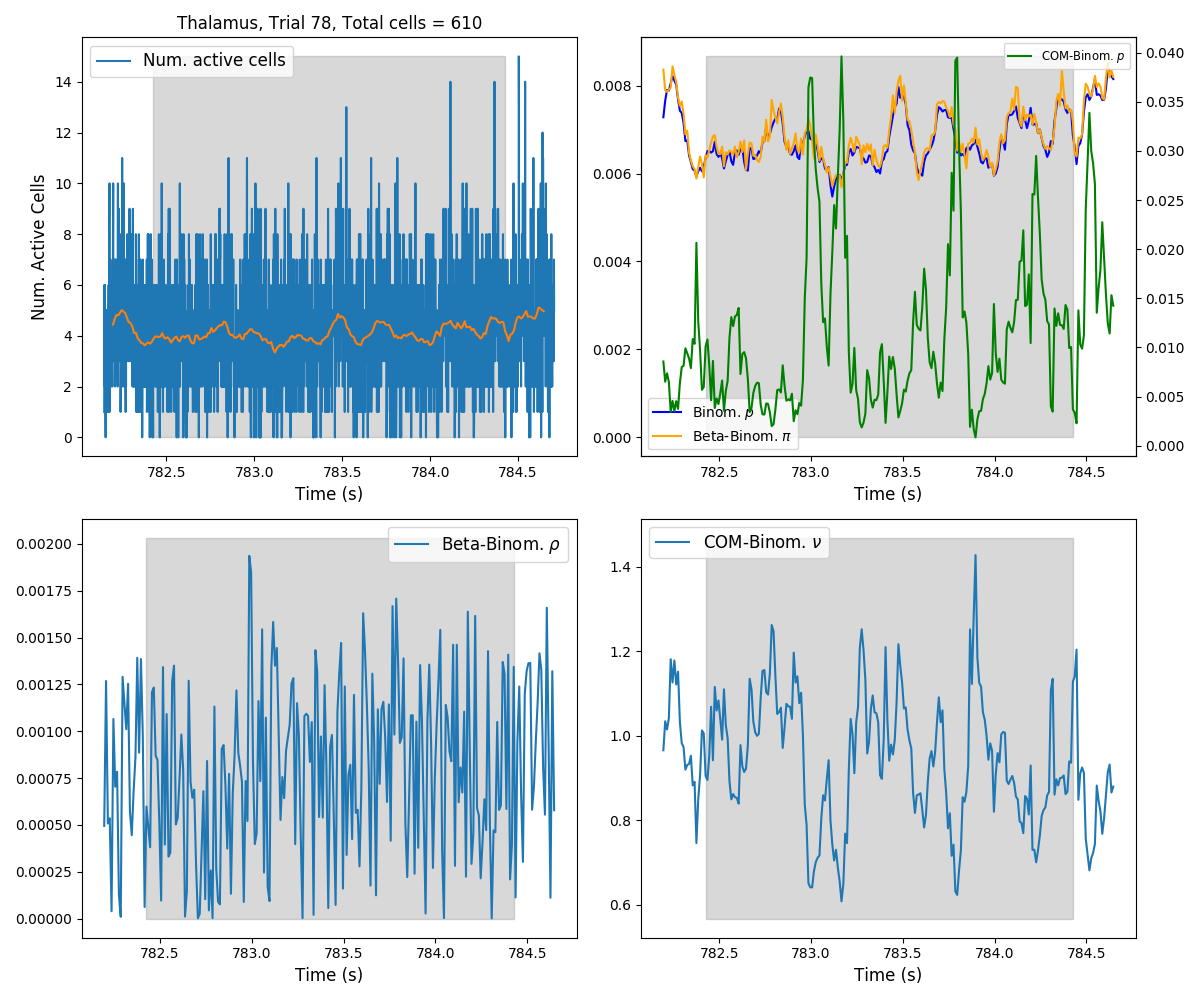 Thalamus, Trial 78, Total cells = 610
Num. active cells
Num. Active Cells
14
12
10
8
6
4
2
0
782.5 783.0 783.5 784.0 784.5
Time (s)
COM-Binom. p
0.008
0.006
0.004
0.002
0.000
0.040
0.035
0.030
0.025
0.020
0.015
0.010
0.005
0.000
Binom. p
Beta-Binom. π
782.5 783.0 783.5 784.0 784.5
Time (s)
Beta-Binom. ρ
0.00200
0.00175
0.00150
0.00125
0.00100
0.00075
0.00050
0.00025
0.00000
782.5 783.0 783.5 784.0 784.5
Time (s)
COM-Binom. ν
1.4
1.2
1.0
0.8
0.6
782.5 783.0 783.5 784.0 784.5
Time (s)